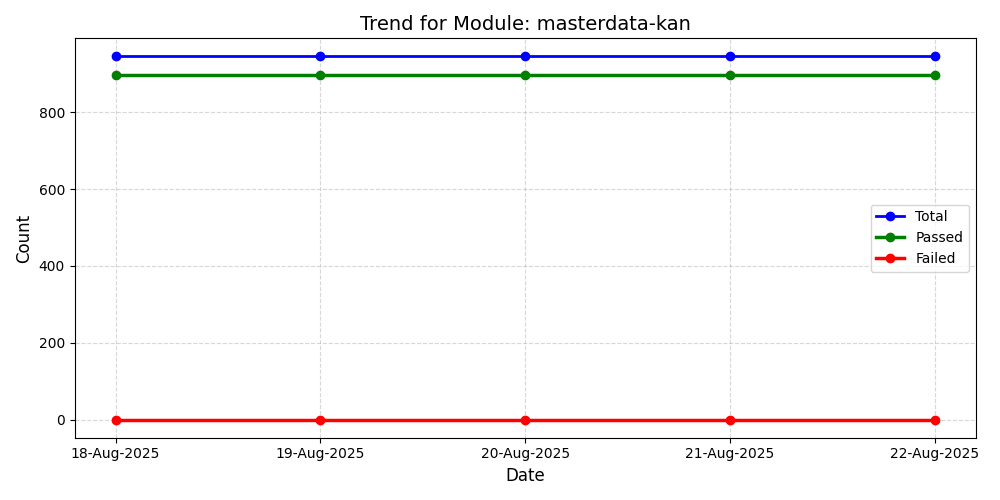 Trend for Module: masterdata-kan
Count
800
600
400
200
0
Total
Passed
Failed
18-Aug-2025
19-Aug-2025
20-Aug-2025
21-Aug-2025
22-Aug-2025
Date